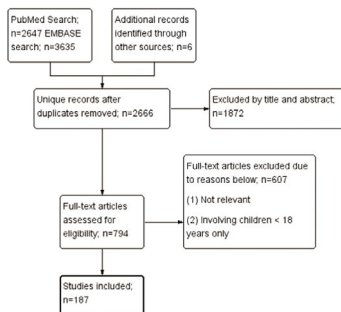 PubMed Search;
n=2647 EMBASE
search; n=3635
Additional records
identified through
other sources; n=6
Unique records after
duplicates removed; n=2666
Excluded by title and abstract;
n=1872
Full-text articles
assessed for
eligibility; n=794
Full-text articles excluded due
to reasons below; n=607
(1) Not relevant
(2) Involving children < 18
years only
Studies included;
n=187